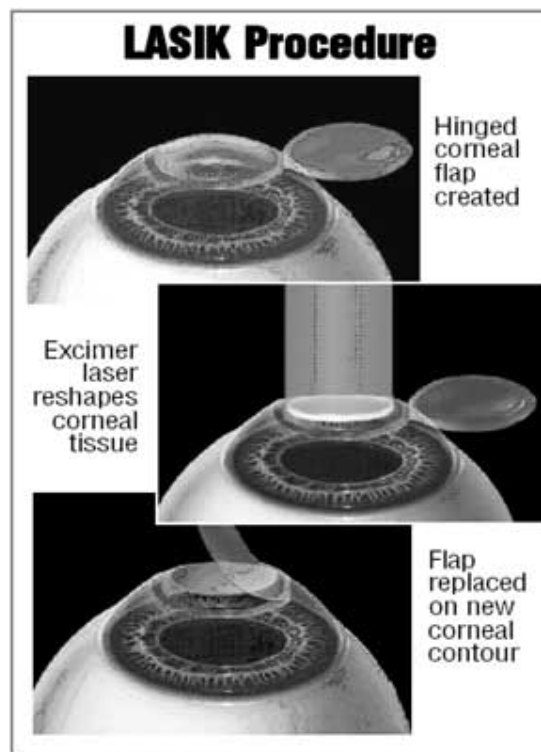 LASIK Procedure
Hinged
corneal
flap
created
Excimer
laser
reshapes
corneal
tissue
Flap
replaced
on new
corneal
contour